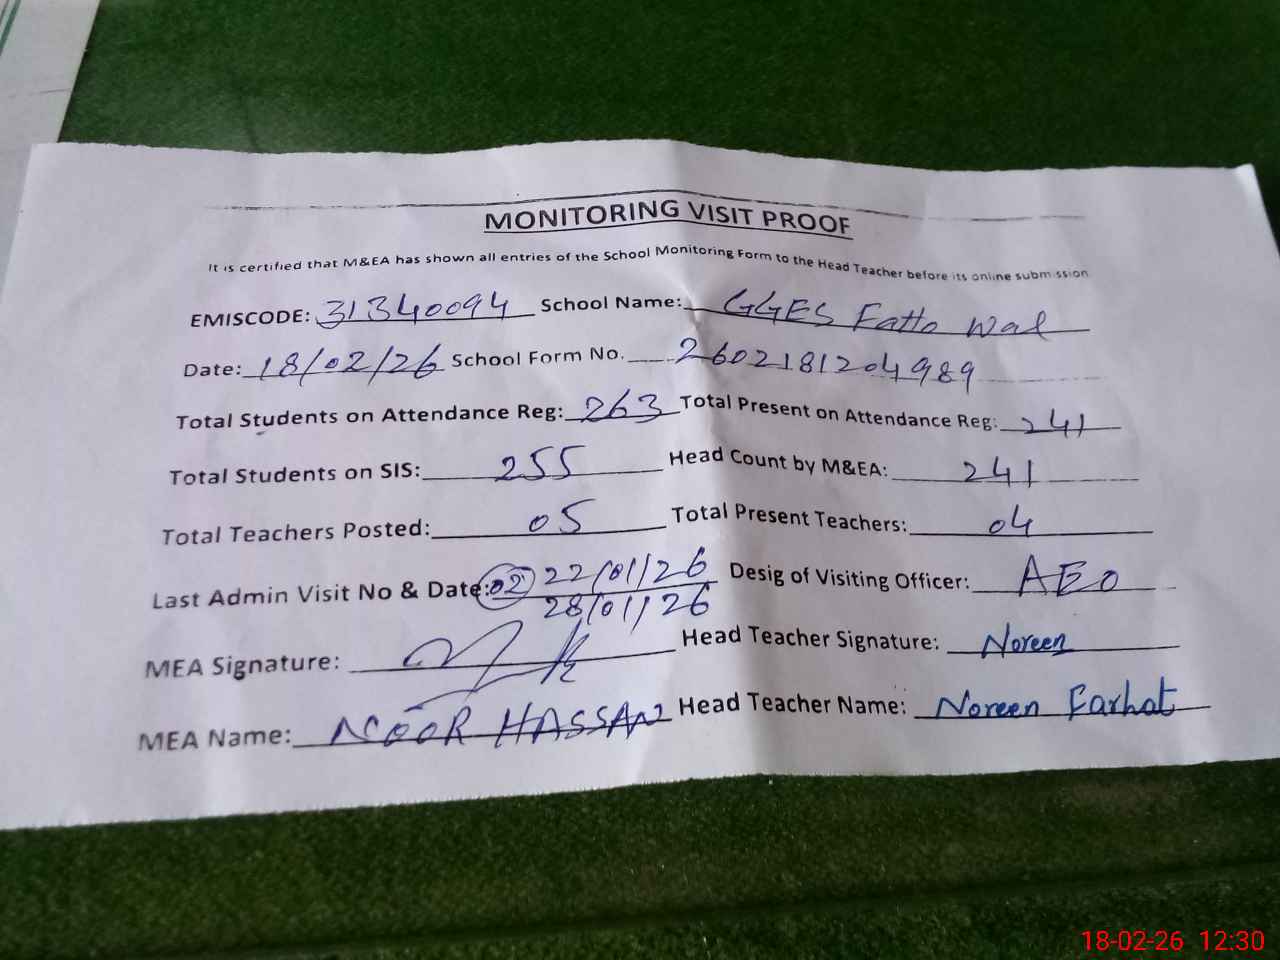 MONITORING VISIT PROOF
It is certified that M&EA has shown all entries of the School Monitoring Form to the Head Teacher before its online submission
EMISCODE: 31340094 School Name: GGES Fatto Wal
Date: 18/02/26 School Form No. 2602181204989
Total Students on Attendance Reg: 263 Total Present on Attendance Reg: 241
Total Students on SIS: 255 Head Count by M&EA: 241
Total Teachers Posted: 05 Total Present Teachers: 04
Last Admin Visit No & Date: 02 22/01/26 Desig of Visiting Officer: AEO
28/01/26
MEA Signature: Head Teacher Signature: Noreen
MEA Name: NOOR HASSAN Head Teacher Name: Noreen Farhat
18-02-26 12:30